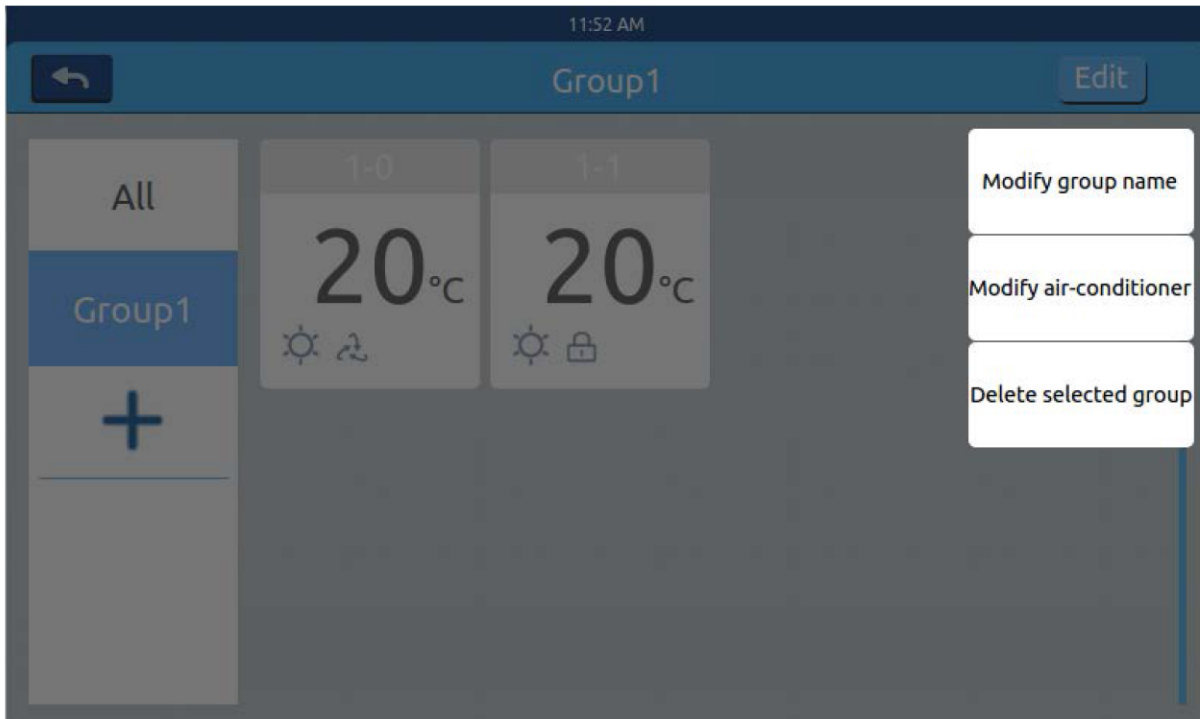 11:52 AM
Group1
Edit
All
Group1
1-0
20°C
1-1
20°C
Modify group name
Modify air-conditioner
Delete selected group